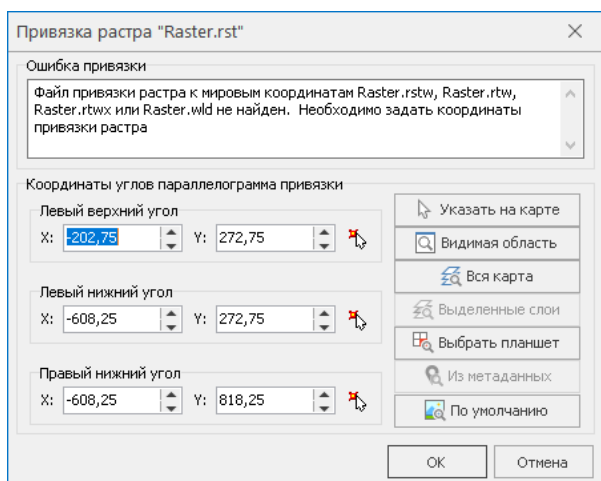 Привязка растра "Raster.rst"
Ошибка привязки
Файл привязки растра к мировым координатам Raster.rstw, Raster.rtw,
Raster.rtwx или Raster.wld не найден. Необходимо задать координаты
привязки растра
Координаты углов параллелограмма привязки
Левый верхний угол
X: -202,75 Y: 272,75
Левый нижний угол
X: -608,25 Y: 272,75
Правый нижний угол
X: -608,25 Y: 818,25
Указать на карте
Видимая область
Вся карта
Выделенные слои
Выбрать планшет
Из метаданных
По умолчанию
ОК
Отмена